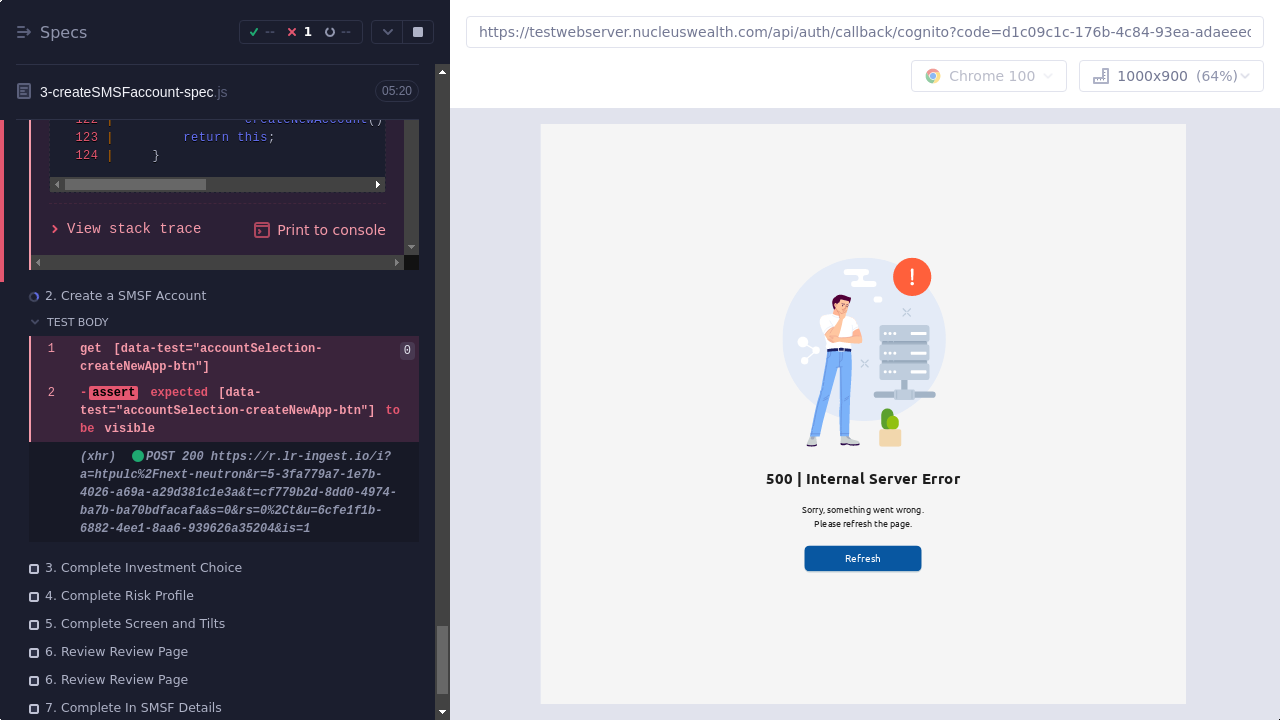 Specs
--
1
--
https://testwebserver.nucleuswealth.com/api/auth/callback/cognito?code=d1c09c1c-176b-4c84-93ea-adaeeec
Chrome 100
1000x900 (64%)
3-createSMSFaccount-spec.js
05:20
122 | createNewAccount()
123 | return this;
124 | }
View stack trace
Print to console
2. Create a SMSF Account
TEST BODY
1 get [data-test="accountSelection-
createNewApp-btn"]
0
2 -assert expected [data-
test="accountSelection-createNewApp-btn"] to
be visible
(xhr) POST 200 https://r.lr-ingest.io/i?
a=htpulc%2Fnext-neutron&r=5-3fa779a7-1e7b-
4026-a69a-a29d381c1e3a&t=cf779b2d-8dd0-4974-
ba7b-ba70bdfacafa&s=0&rs=0%2Ct&u=6cfe1f1b-
6882-4ee1-8aa6-939626a35204&is=1
3. Complete Investment Choice
4. Complete Risk Profile
5. Complete Screen and Tilts
6. Review Review Page
6. Review Review Page
7. Complete In SMSF Details
!
500 | Internal Server Error
Sorry, something went wrong.
Please refresh the page.
Refresh